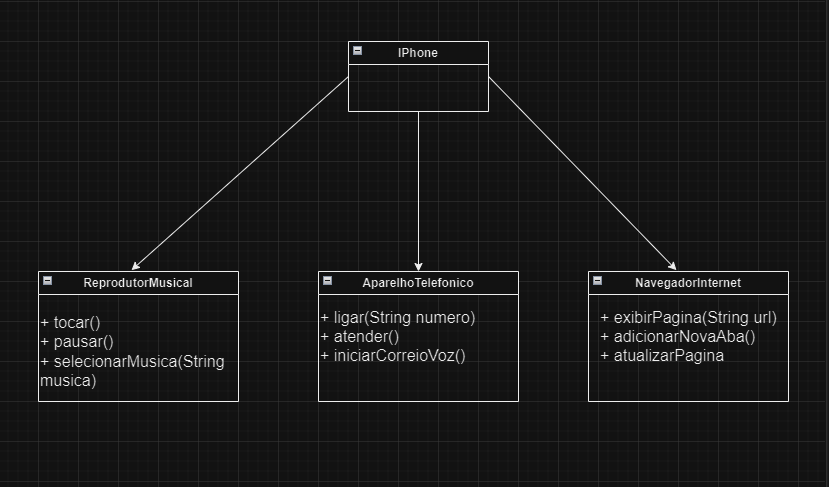 IPhone
ReprodutorMusical
+ tocar()
+ pausar()
+ selecionarMusica(String
musica)
AparelhoTelefonico
+ ligar(String numero)
+ atender()
+ iniciarCorreioVoz()
NavegadorInternet
+ exibirPagina(String url)
+ adicionarNovaAba()
+ atualizarPagina